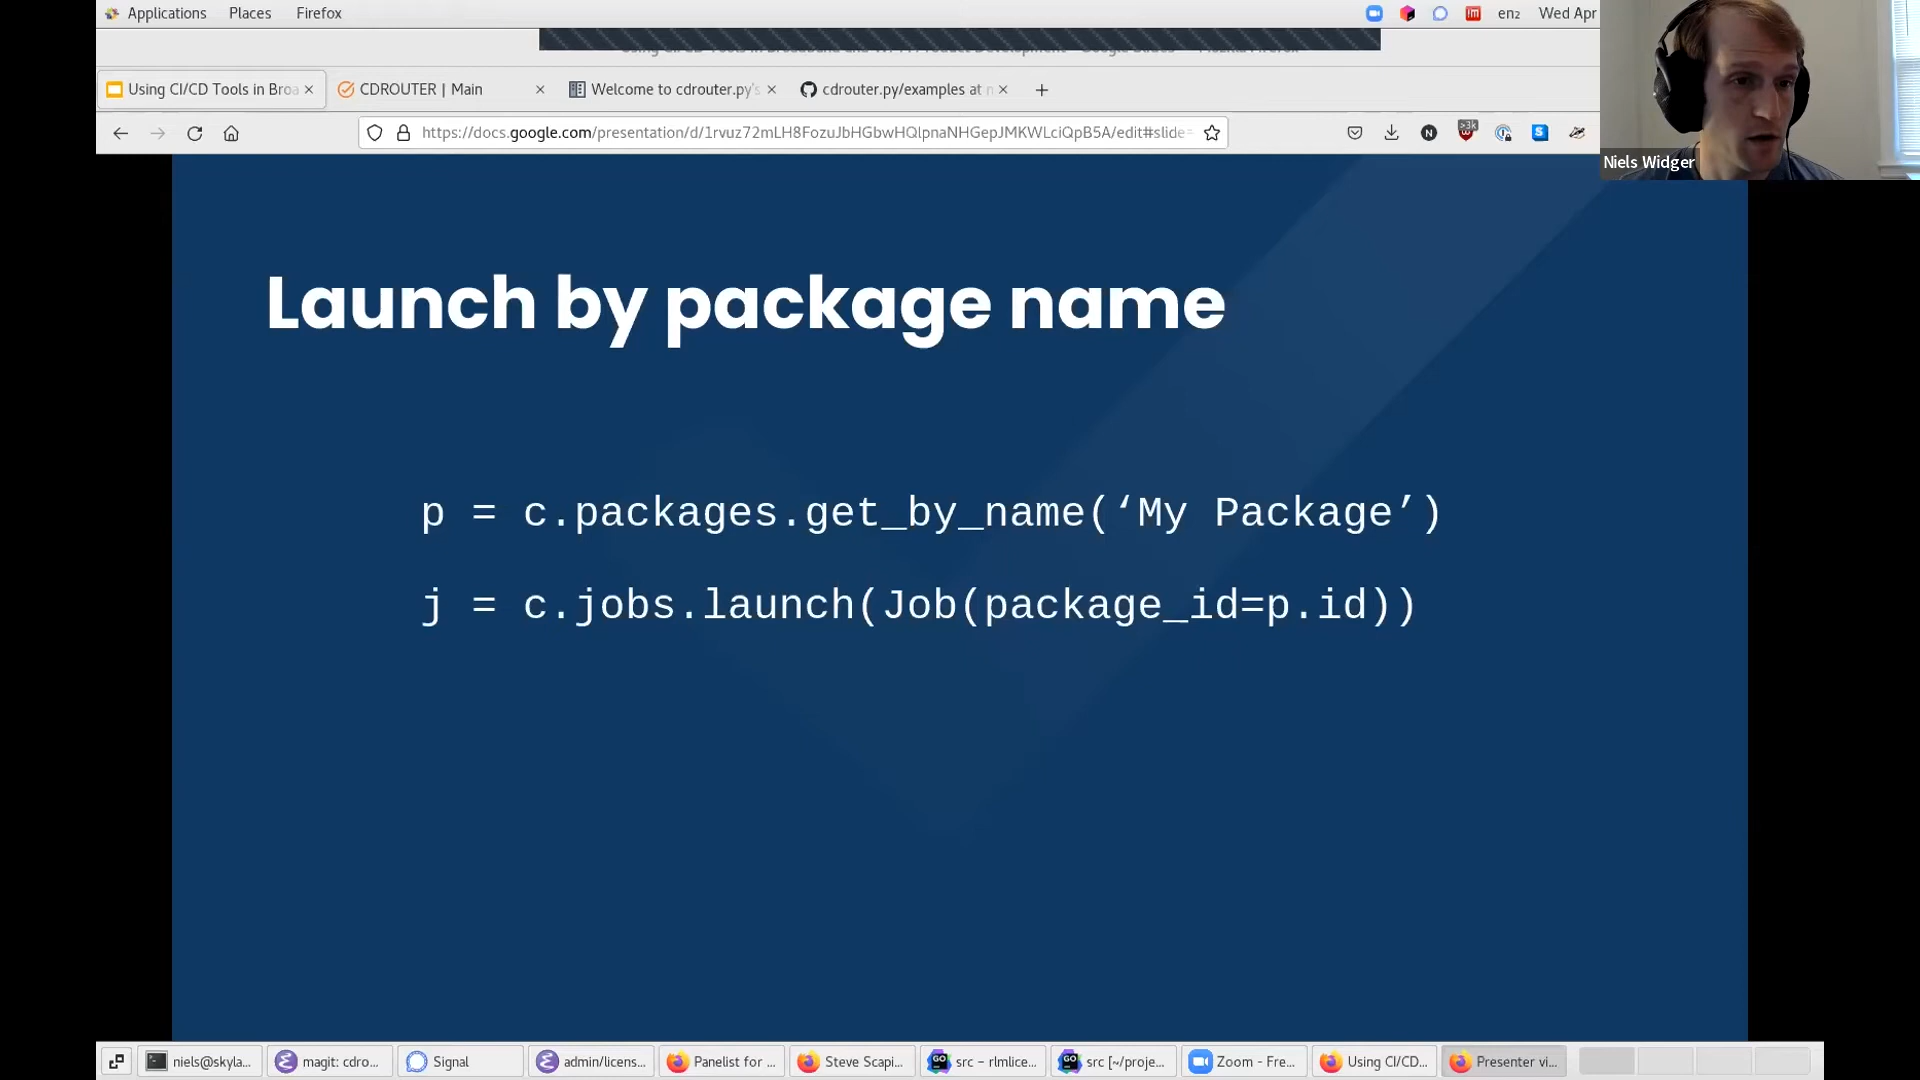 Applications Places Firefox en₂ Wed Apr
Using CI/CD Tools in Broa CDROUTER | Main Welcome to cdrouter.py's cdrouter.py/examples at
https://docs.google.com/presentation/d/1rvuz72mLH8FozuJbHGbwHQlpnaNHGepJMKWLciQpB5A/edit#slide=
>3k
Niels Widger
Launch by package name
p = c.packages.get_by_name(‘My Package’)
j = c.jobs.launch(Job(package_id=p.id))
niels@skyla... magit: cdro... Signal admin/licens... Panelist for ... Steve Scapi... src – rlmlice... src [~/proje... Zoom - Fre... Using CI/CD... Presenter vi...